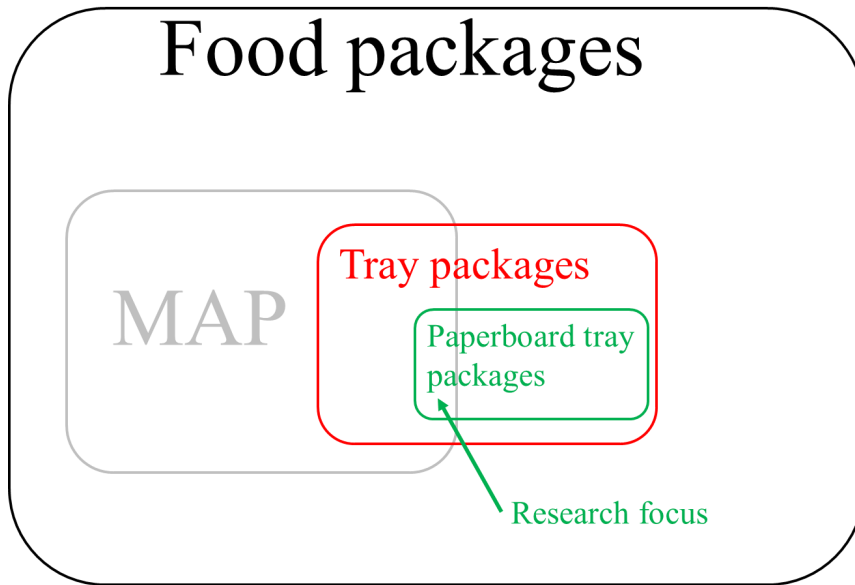 Food packages
Tray packages
MAP
Paperboard tray
packages
Research focus